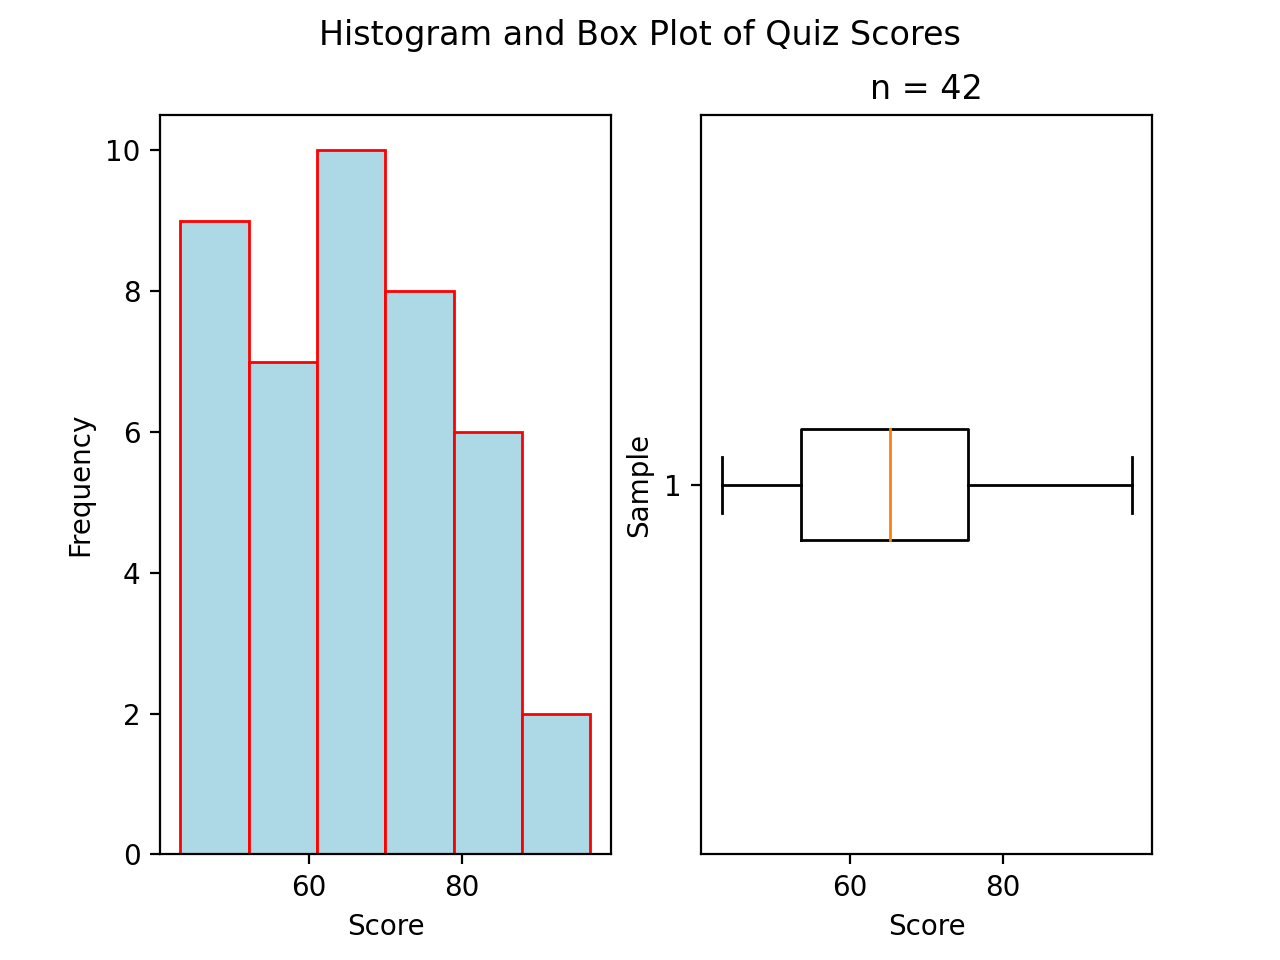 Histogram and Box Plot of Quiz Scores
10
8
6
4
2
0
Frequency
60 80
Score
n = 42
Sample
1
60 80
Score